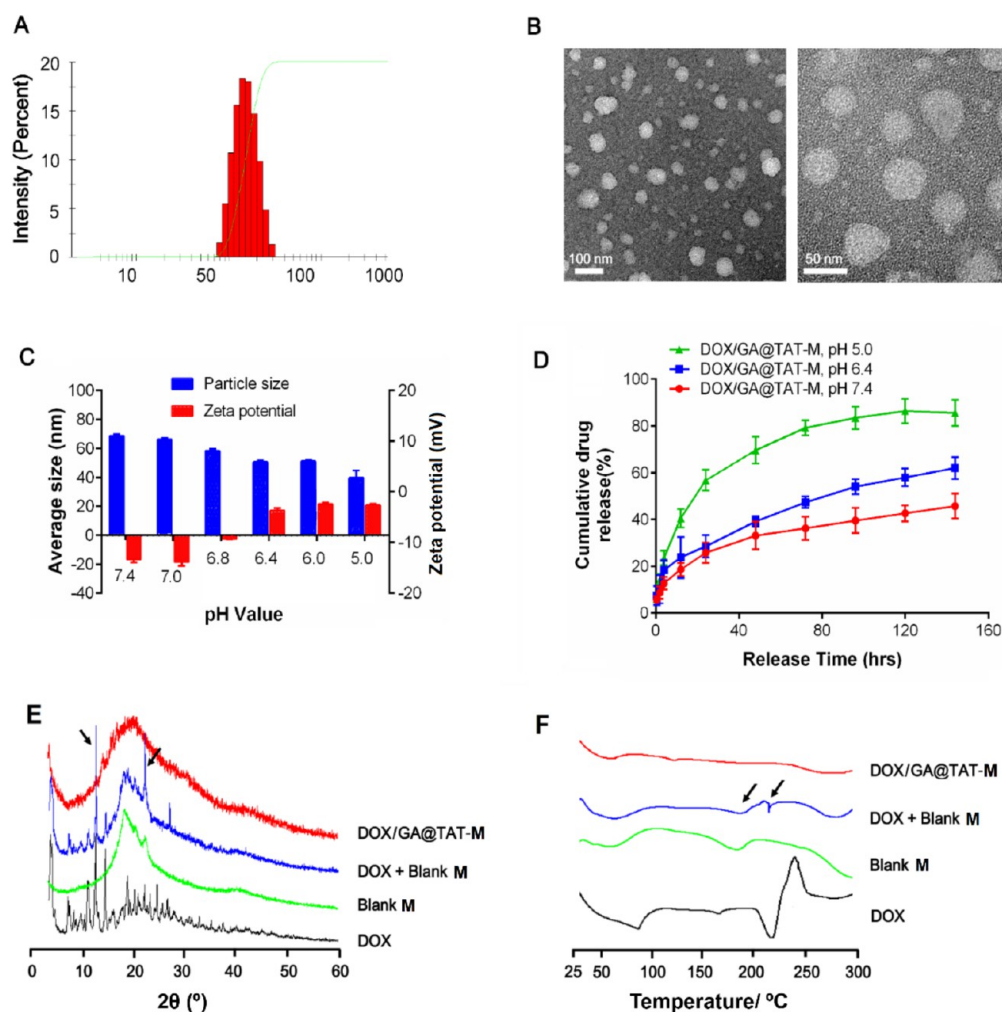 A
Intensity (Percent)
20
15
10
5
0
10 50 100 1000
B
100 nm
50 nm
C
Particle size
Zeta potential
Average size (nm)
100
80
60
40
20
0
-20
-40
20
10
0
-10
-20
Zeta potential (mV)
7.4 7.0 6.8 6.4 6.0 5.0
pH Value
D
DOX/GA@TAT-M, pH 5.0
DOX/GA@TAT-M, pH 6.4
DOX/GA@TAT-M, pH 7.4
Cumulative drug
release(%)
100
80
60
40
20
0
0 40 80 120 160
Release Time (hrs)
E
DOX/GA@TAT-M
DOX + Blank M
Blank M
DOX
0 10 20 30 40 50 60
2θ (º)
F
DOX/GA@TAT-M
DOX + Blank M
Blank M
DOX
25 50 100 150 200 250 300
Temperature/ ºC